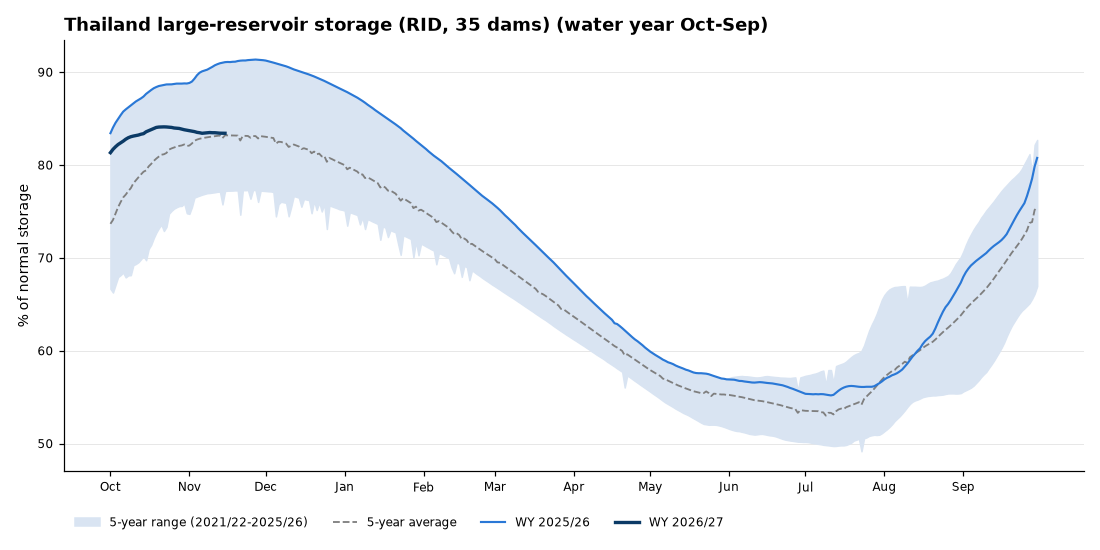 Thailand large-reservoir storage (RID, 35 dams) (water year Oct-Sep)
% of normal storage
90
80
70
60
50
Oct Nov Dec Jan Feb Mar Apr May Jun Jul Aug Sep
5-year range (2021/22-2025/26) 5-year average WY 2025/26 WY 2026/27